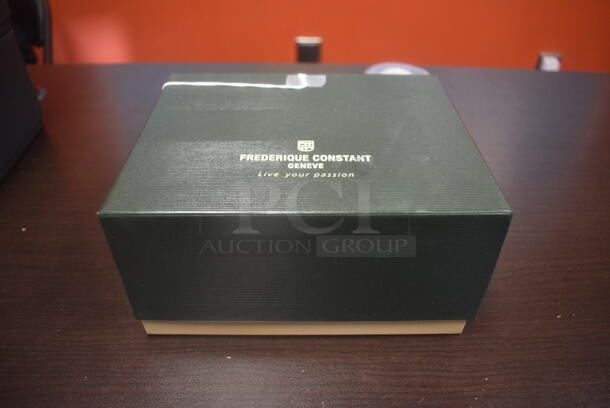 FREDERIQUE CONSTANT
GENEVE
Live your passion
PCI
AUCTION GROUP